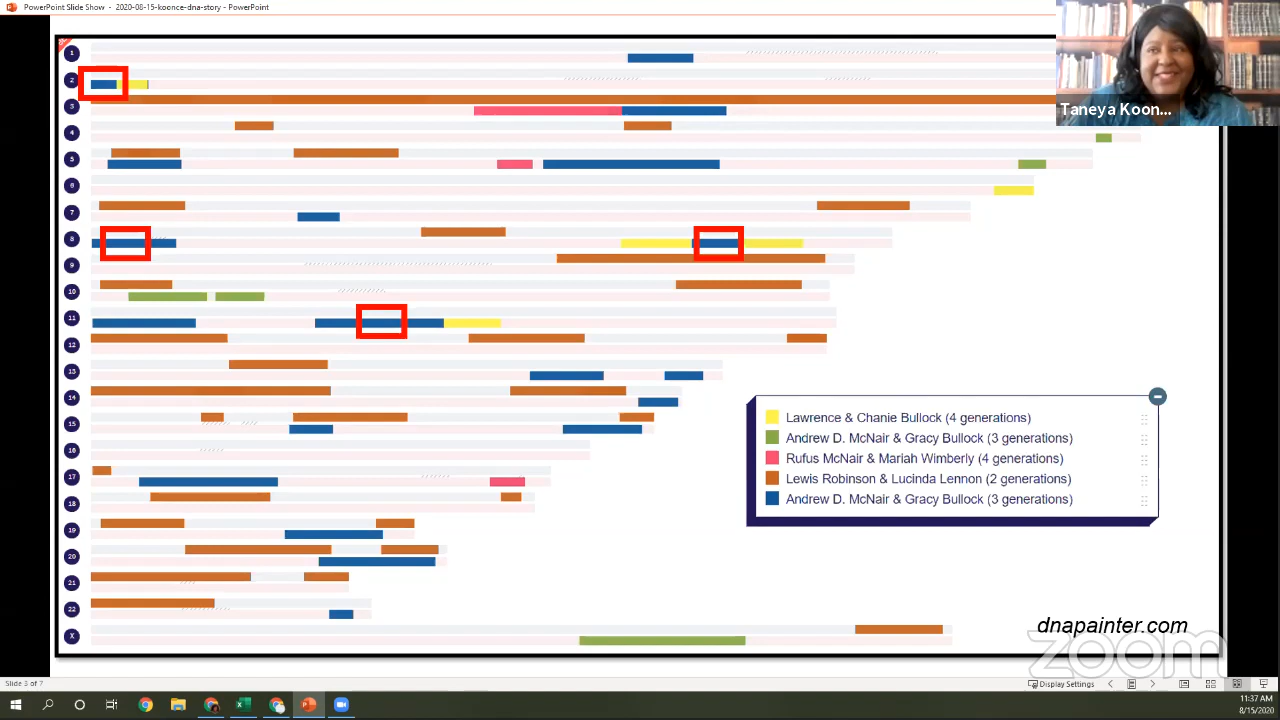 PowerPoint Slide Show - 2020-08-15-koonce-dna-story - PowerPoint
Taneya Koon...
1
2
3
4
5
6
7
8
9
10
11
12
13
14
15
16
17
18
19
20
21
22
X
Lawrence & Chanie Bullock (4 generations)
Andrew D. McNair & Gracy Bullock (3 generations)
Rufus McNair & Mariah Wimberly (4 generations)
Lewis Robinson & Lucinda Lennon (2 generations)
Andrew D. McNair & Gracy Bullock (3 generations)
dnapainter.com
zoom
Slide 3 of 7
Display Settings
11:37 AM
8/15/2020